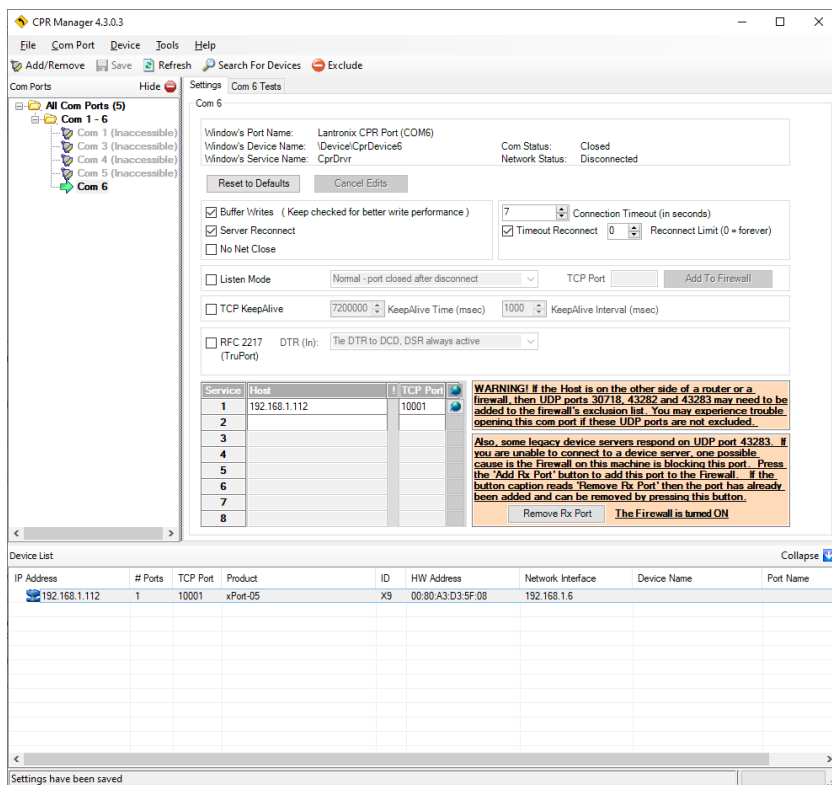 CPR Manager 4.3.0.3
File Com Port Device Tools Help
Add/Remove Save Refresh Search For Devices Exclude
Com Ports Hide
All Com Ports (5)
Com 1 - 6
Com 1 (Inaccessible)
Com 3 (Inaccessible)
Com 4 (Inaccessible)
Com 5 (Inaccessible)
Com 6
Settings Com 6 Tests
Com 6
Window's Port Name: Lantronix CPR Port (COM6)
Window's Device Name: \Device\CprDevice6 Com Status: Closed
Window's Service Name: CprDrvr Network Status: Disconnected
Reset to Defaults Cancel Edits
Buffer Writes ( Keep checked for better write performance ) 7 Connection Timeout (in seconds)
Server Reconnect Timeout Reconnect 0 Reconnect Limit (0 = forever)
No Net Close
Listen Mode Normal - port closed after disconnect TCP Port Add To Firewall
TCP KeepAlive 7200000 KeepAlive Time (msec) 1000 KeepAlive Interval (msec)
RFC 2217 DTR (In): Tie DTR to DCD, DSR always active
(TruPort)
Service Host ! TCP Port
1 192.168.1.112 10001
2
3
4
5
6
7
8
WARNING! If the Host is on the other side of a router or a
firewall, then UDP ports 30718, 43282 and 43283 may need to be
added to the firewall's exclusion list. You may experience trouble
opening this com port if these UDP ports are not excluded.
Also, some legacy device servers respond on UDP port 43283. If
you are unable to connect to a device server, one possible
cause is the Firewall on this machine is blocking this port. Press
the 'Add Rx Port' button to add this port to the Firewall. If the
button caption reads 'Remove Rx Port' then the port has already
been added and can be removed by pressing this button.
Remove Rx Port The Firewall is turned ON
Device List Collapse
IP Address # Ports TCP Port Product ID HW Address Network Interface Device Name Port Name
192.168.1.112 1 10001 xPort-05 X9 00:80:A3:D3:5F:08 192.168.1.6
Settings have been saved